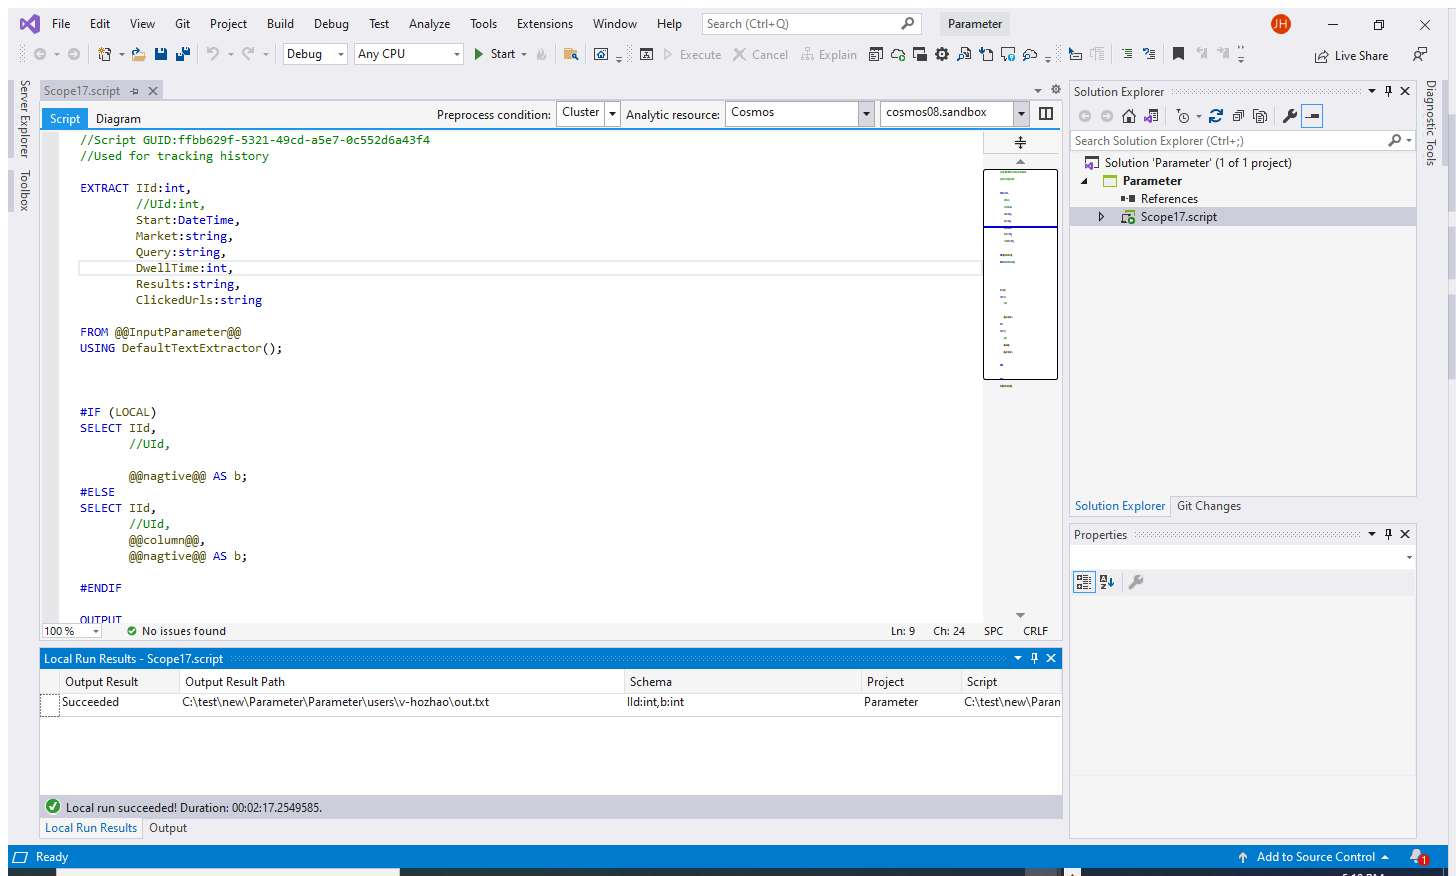 File Edit View Git Project Build Debug Test Analyze Tools Extensions Window Help Search (Ctrl+Q) Parameter JH
Debug Any CPU Start Execute Cancel Explain Live Share
Server Explorer
Toolbox
Scope17.script
Script Diagram Preprocess condition: Cluster Analytic resource: Cosmos cosmos08.sandbox
//Script GUID:ffbb629f-5321-49cd-a5e7-0c552d6a43f4
//Used for tracking history
EXTRACT IId:int,
//UId:int,
Start:DateTime,
Market:string,
Query:string,
DwellTime:int,
Results:string,
ClickedUrls:string
FROM @@InputParameter@@
USING DefaultTextExtractor();
#IF (LOCAL)
SELECT IId,
//UId,
@@nagtive@@ AS b;
#ELSE
SELECT IId,
//UId,
@@column@@,
@@nagtive@@ AS b;
#ENDIF
OUTPUT
100 % No issues found Ln: 9 Ch: 24 SPC CRLF
Local Run Results - Scope17.script
Output Result Output Result Path Schema Project Script
Succeeded C:\test\new\Parameter\Parameter\users\v-hozhao\out.txt IId:int,b:int Parameter C:\test\new\Paran
Local run succeeded! Duration: 00:02:17.2549585.
Local Run Results Output
Solution Explorer
Search Solution Explorer (Ctrl+;)
Solution 'Parameter' (1 of 1 project)
Parameter
References
Scope17.script
Solution Explorer Git Changes
Properties
Diagnostic Tools
Ready Add to Source Control 1